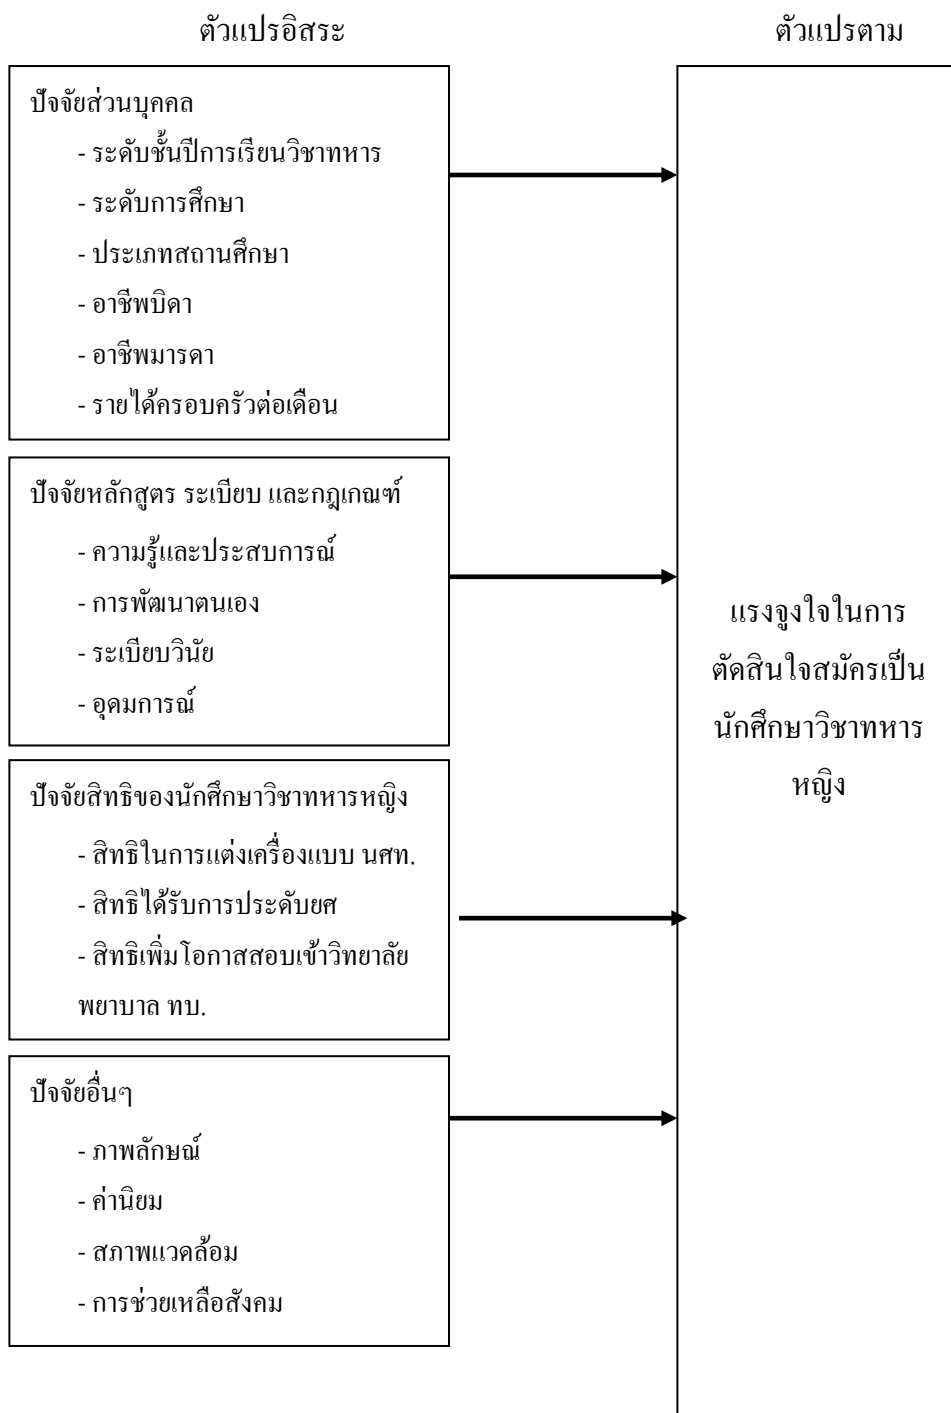 ตัวแปรอิสระ
ตัวแปรตาม
ปัจจัยส่วนบุคคล
- ระดับชั้นปีการเรียนวิชาทหาร
- ระดับการศึกษา
- ประเภทสถานศึกษา
- อาชีพบิดา
- อาชีพมารดา
- รายได้ครอบครัวต่อเดือน
ปัจจัยหลักสูตร ระเบียบ และกฎเกณฑ์
- ความรู้และประสบการณ์
- การพัฒนาตนเอง
- ระเบียบวินัย
- อุดมการณ์
ปัจจัยสิทธิของนักศึกษาวิชาทหารหญิง
- สิทธิในการแต่งเครื่องแบบ นศท.
- สิทธิได้รับการประดับยศ
- สิทธิเพิ่มโอกาสสอบเข้าวิทยาลัย
พยาบาล ทบ.
ปัจจัยอื่นๆ
- ภาพลักษณ์
- ค่านิยม
- สภาพแวดล้อม
- การช่วยเหลือสังคม
แรงจูงใจในการ
ตัดสินใจสมัครเป็น
นักศึกษาวิชาทหาร
หญิง